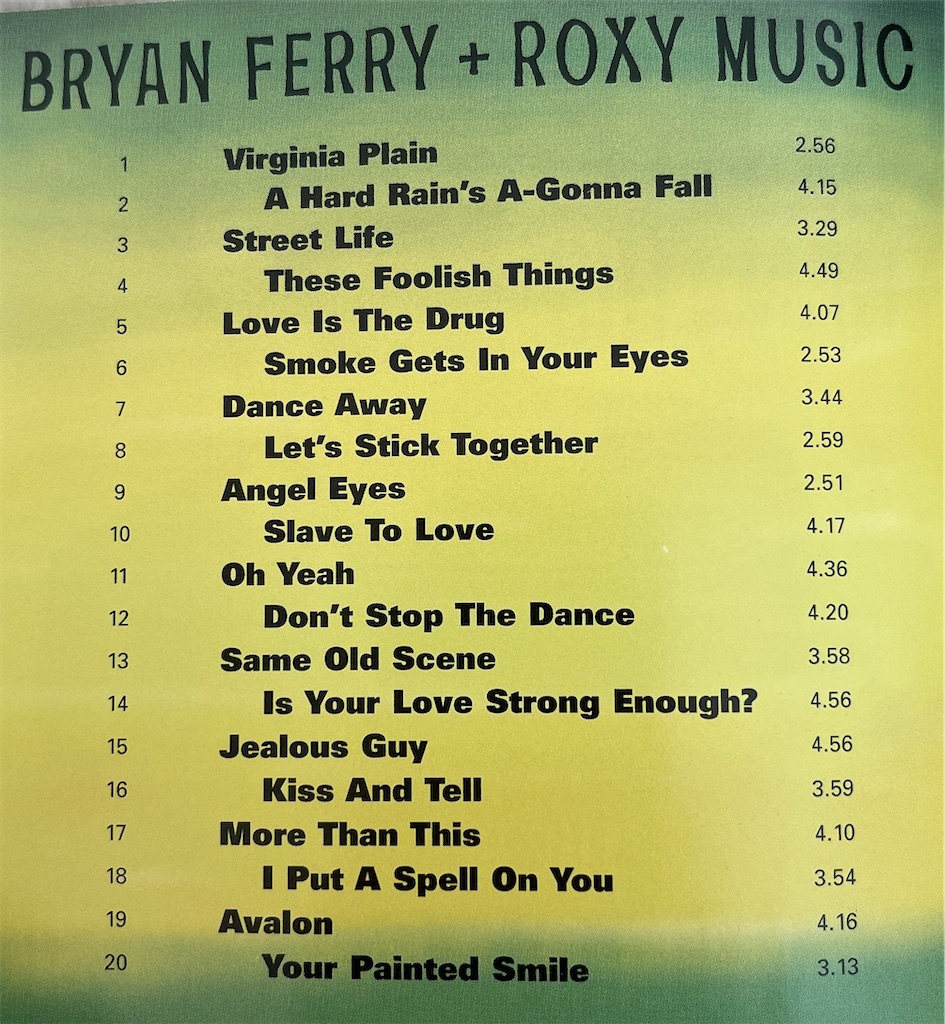 BRYAN FERRY + ROXY MUSIC
1 Virginia Plain 2.56
2 A Hard Rain's A-Gonna Fall 4.15
3 Street Life 3.29
4 These Foolish Things 4.49
5 Love Is The Drug 4.07
6 Smoke Gets In Your Eyes 2.53
7 Dance Away 3.44
8 Let's Stick Together 2.59
9 Angel Eyes 2.51
10 Slave To Love 4.17
11 Oh Yeah 4.36
12 Don't Stop The Dance 4.20
13 Same Old Scene 3.58
14 Is Your Love Strong Enough? 4.56
15 Jealous Guy 4.56
16 Kiss And Tell 3.59
17 More Than This 4.10
18 I Put A Spell On You 3.54
19 Avalon 4.16
20 Your Painted Smile 3.13